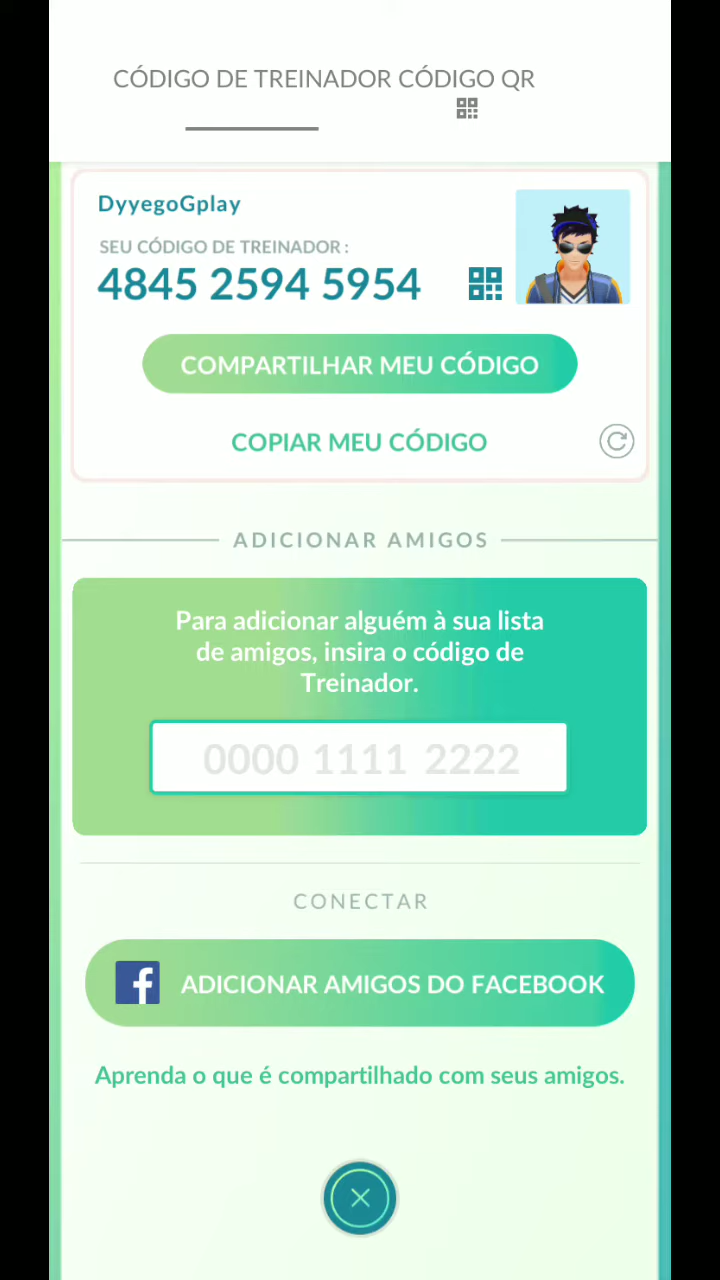 CÓDIGO DE TREINADOR CÓDIGO QR
DyyegoGplay
SEU CÓDIGO DE TREINADOR :
4845 2594 5954
COMPARTILHAR MEU CÓDIGO
COPIAR MEU CÓDIGO
ADICIONAR AMIGOS
Para adicionar alguém à sua lista
de amigos, insira o código de
Treinador.
0000 1111 2222
CONECTAR
f ADICIONAR AMIGOS DO FACEBOOK
Aprenda o que é compartilhado com seus amigos.